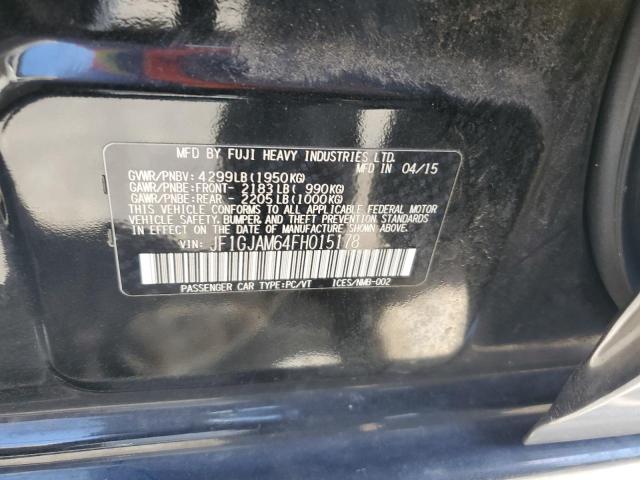 MFD BY FUJI HEAVY INDUSTRIES LTD.
GVWR/PNBV: 4299LB(1950KG) MFD IN 04/15
GAWR/PNBE:FRONT- 2183LB( 990KG)
GAWR/PNBE:REAR - 2205LB(1000KG)
THIS VEHICLE CONFORMS TO ALL APPLICABLE FEDERAL MOTOR
VEHICLE SAFETY, BUMPER, AND THEFT PREVENTION STANDARDS
IN EFFECT ON THE DATE OF MANUFACTURE SHOWN ABOVE.
VIN: JF1GJAM64FH015178
PASSENGER CAR TYPE:PC/VT ICES/NMB-002